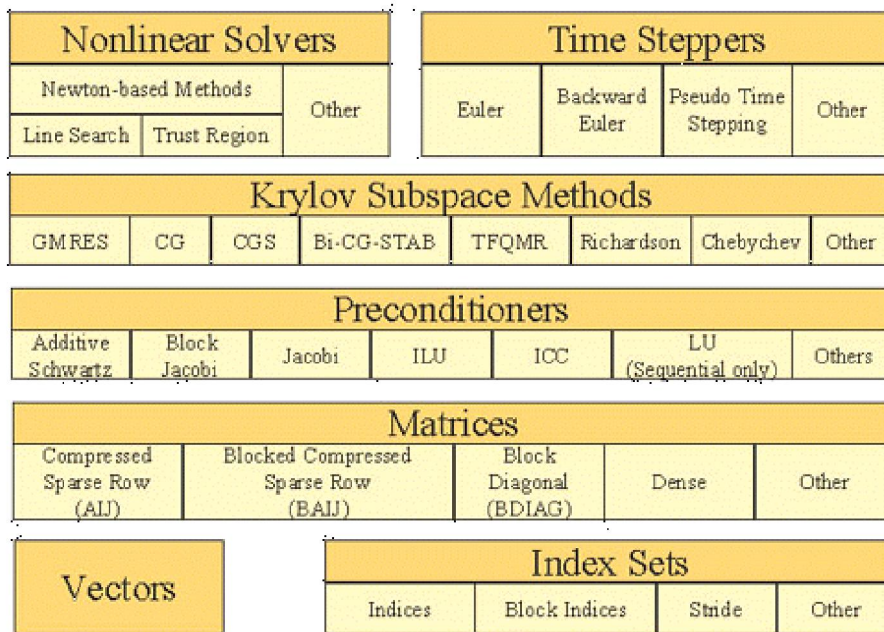 Nonlinear Solvers
Newton-based Methods
Line Search
Trust Region
Other
Time Steppers
Euler
Backward
Euler
Pseudo Time
Stepping
Other
Krylov Subspace Methods
GMRES
CG
CGS
Bi-CG-STAB
TFQMR
Richardson
Chebychev
Other
Preconditioners
Additive
Schwartz
Block
Jacobi
Jacobi
ILU
ICC
LU
(Sequential only)
Others
Matrices
Compressed
Sparse Row
(AIJ)
Blocked Compressed
Sparse Row
(BAIJ)
Block
Diagonal
(BDIAG)
Dense
Other
Vectors
Index Sets
Indices
Block Indices
Stride
Other